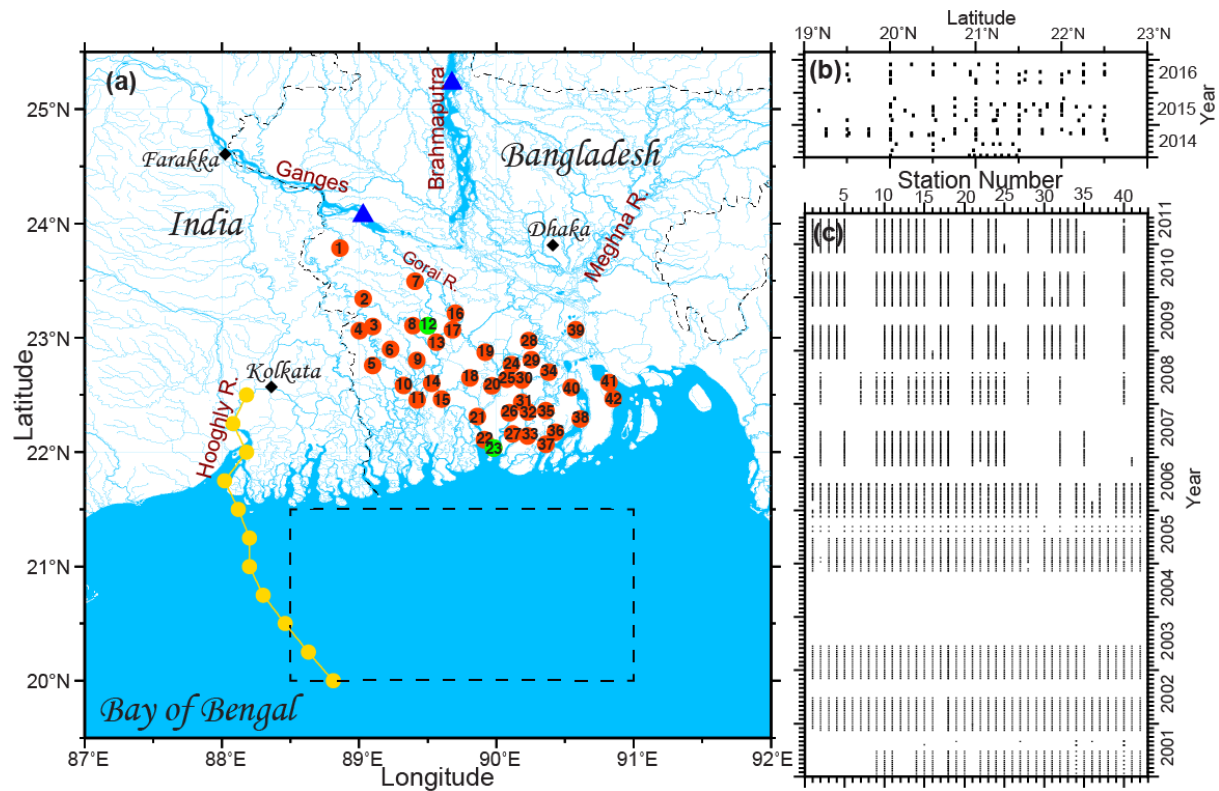 (a)
25°N
24°N
23°N
22°N
21°N
20°N
Latitude
87°E
88°E
89°E
90°E
91°E
92°E
Longitude
Farakka
Ganges
Brahmaputra
Bangladesh
India
Dhaka
Meghna R.
Gorai R.
Kolkata
Hooghly R.
Bay of Bengal
1
2
3
4
5
6
7
8
9
10
11
12
13
14
15
16
17
18
19
20
21
22
23
24
25
26
27
28
29
30
31
32
33
34
35
36
37
38
39
40
41
42
Latitude
19°N
20°N
21°N
22°N
23°N
(b)
2016
2015
2014
Year
Station Number
5
10
15
20
25
30
35
40
(c)
2011
2010
2009
2008
2007
2006
2005
2004
2003
2002
2001
Year